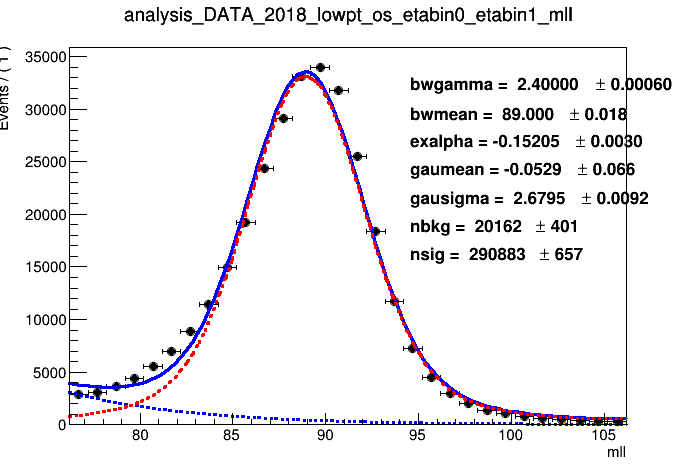 analysis_DATA_2018_lowpt_os_etabin0_etabin1_mll
Events / ( 1 )
35000
30000
25000
20000
15000
10000
5000
0
80
85
90
95
100
105
mll
bwgamma = 2.40000 ± 0.00060
bwmean = 89.000 ± 0.018
exalpha = -0.15205 ± 0.0030
gaumean = -0.0529 ± 0.066
gausigma = 2.6795 ± 0.0092
nbkg = 20162 ± 401
nsig = 290883 ± 657